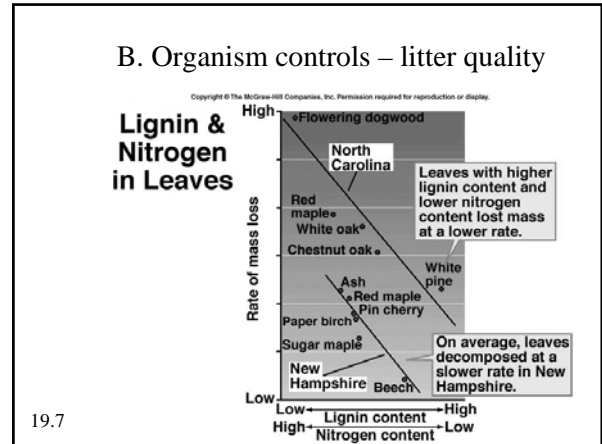 B. Organism controls – litter quality
Copyright © The McGraw-Hill Companies, Inc. Permission required for reproduction or display.
Lignin &
Nitrogen
in Leaves
High
Flowering dogwood
North
Carolina
Leaves with higher
lignin content and
lower nitrogen
content lost mass
at a lower rate.
Red
maple
White oak
Chestnut oak
White
pine
Rate of mass loss
Ash
Red maple
Pin cherry
Paper birch
Sugar maple
On average, leaves
decomposed at a
slower rate in New
Hampshire.
New
Hampshire
Beech
Low
Low High
Lignin content
High Low
Nitrogen content
19.7